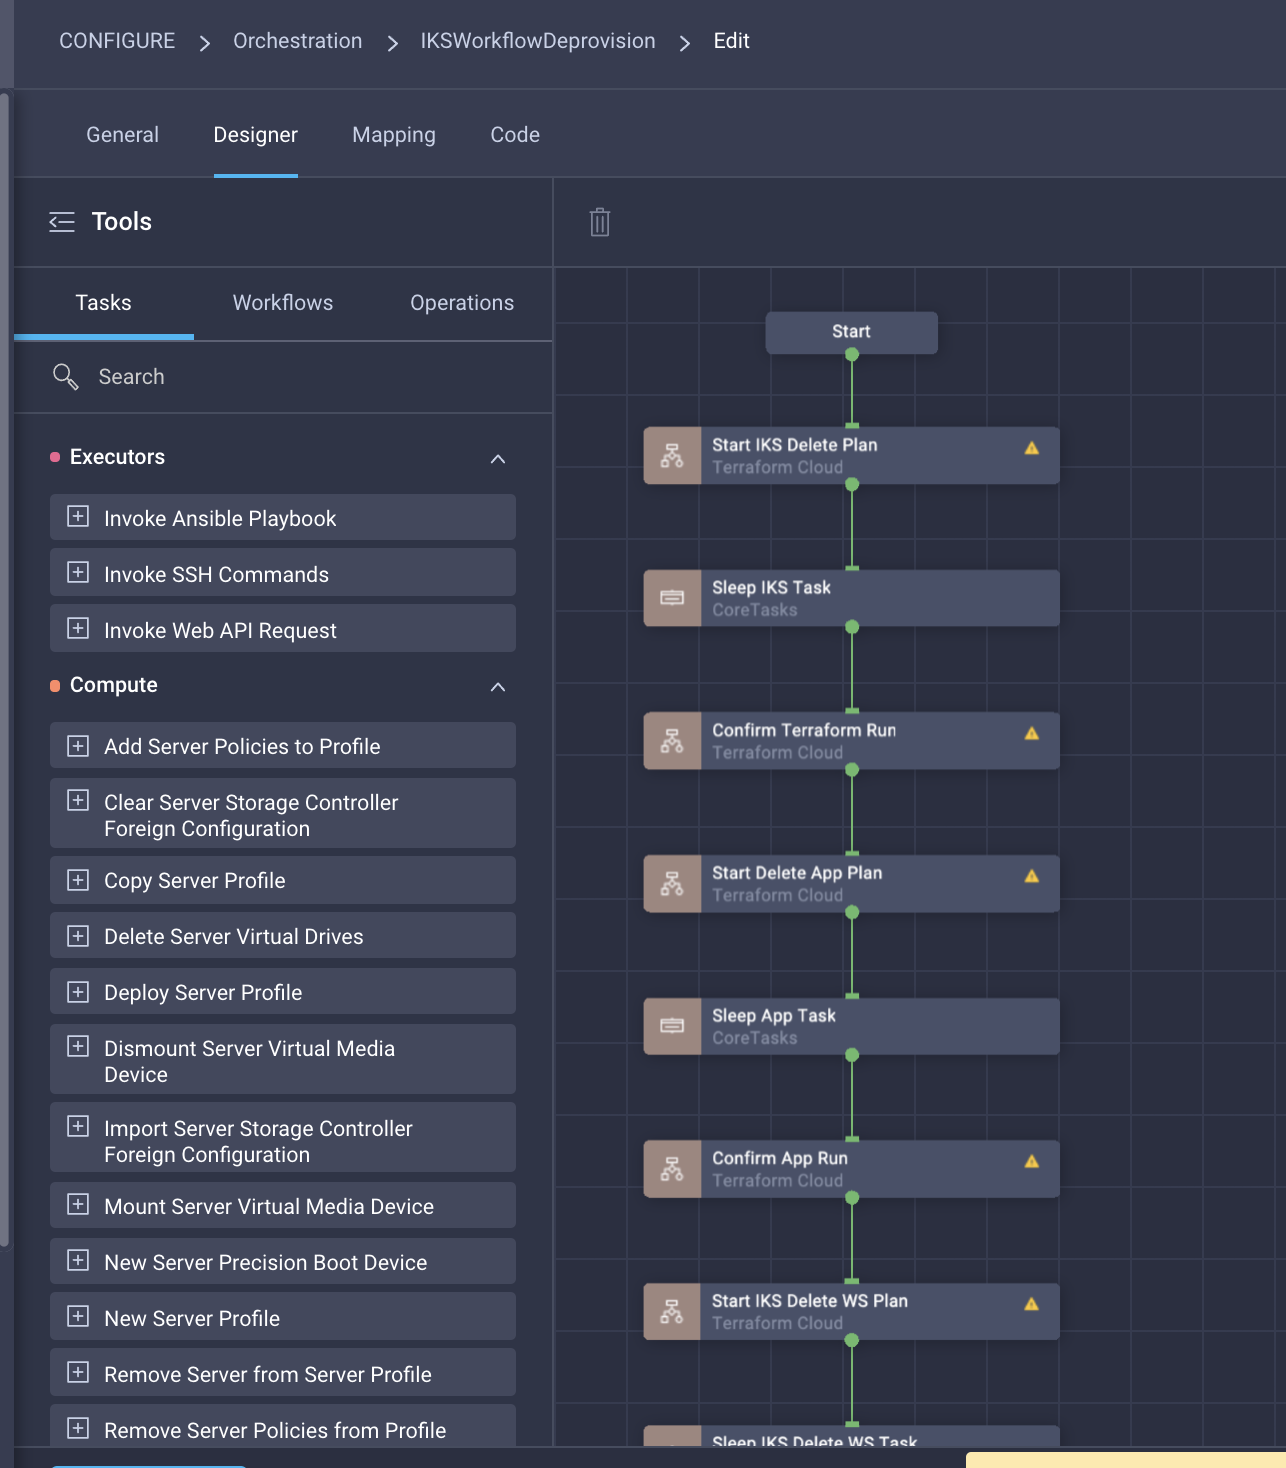 CONFIGURE > Orchestration > IKSWorkflowDeprovision > Edit
General Designer Mapping Code
Tools
Tasks Workflows Operations
Search
Executors
Invoke Ansible Playbook
Invoke SSH Commands
Invoke Web API Request
Compute
Add Server Policies to Profile
Clear Server Storage Controller
Foreign Configuration
Copy Server Profile
Delete Server Virtual Drives
Deploy Server Profile
Dismount Server Virtual Media
Device
Import Server Storage Controller
Foreign Configuration
Mount Server Virtual Media Device
New Server Precision Boot Device
New Server Profile
Remove Server from Server Profile
Remove Server Policies from Profile
Start
Start IKS Delete Plan
Terraform Cloud
Sleep IKS Task
CoreTasks
Confirm Terraform Run
Terraform Cloud
Start Delete App Plan
Terraform Cloud
Sleep App Task
CoreTasks
Confirm App Run
Terraform Cloud
Start IKS Delete WS Plan
Terraform Cloud
Sleep IKS Delete WS Task